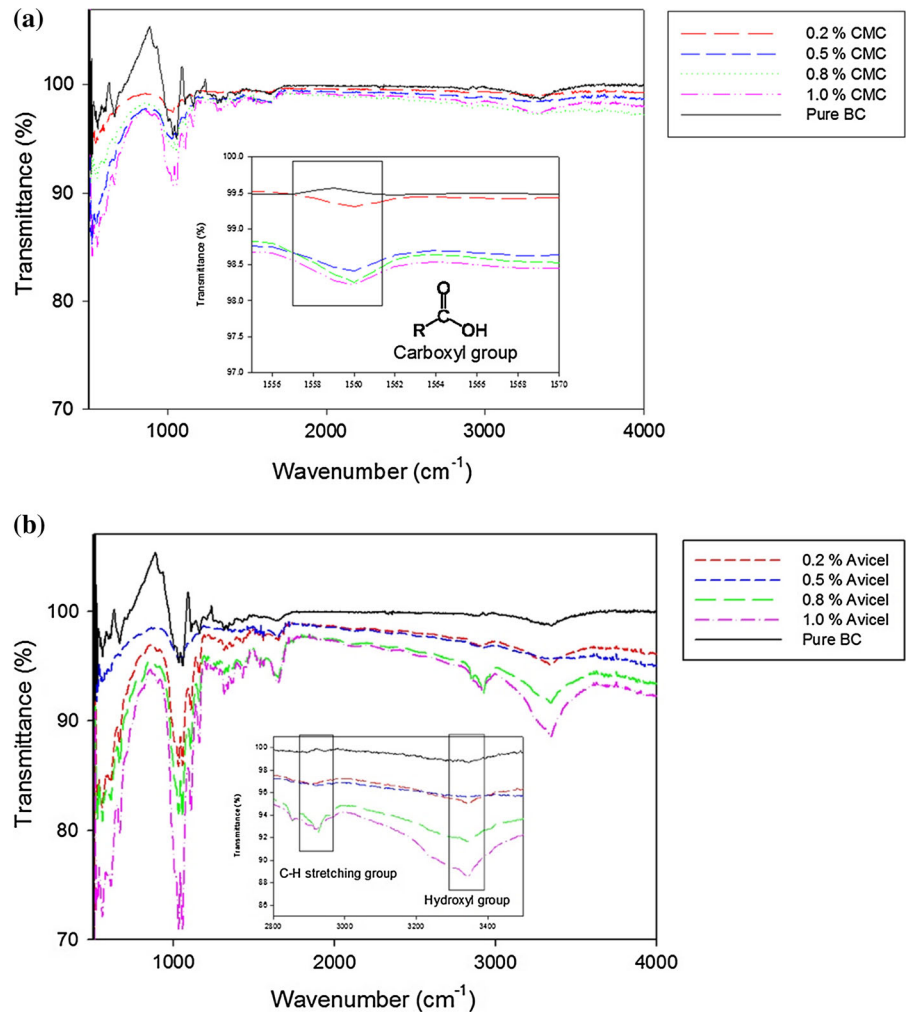 (a)
0.2 % CMC
0.5 % CMC
0.8 % CMC
1.0 % CMC
Pure BC
Transmittance (%)
100
90
80
70
1000
2000
3000
4000
Wavenumber (cm-1)
Transmittance (%)
100.0
99.5
99.0
98.5
98.0
97.5
97.0
1556 1558 1560 1562 1564 1566 1568 1570
O
R C OH
Carboxyl group
(b)
0.2 % Avicel
0.5 % Avicel
0.8 % Avicel
1.0 % Avicel
Pure BC
Transmittance (%)
100
90
80
70
1000
2000
3000
4000
Wavenumber (cm-1)
Transmittance (%)
100
98
96
94
92
90
88
86
2800 3000 3200 3400
C-H stretching group
Hydroxyl group